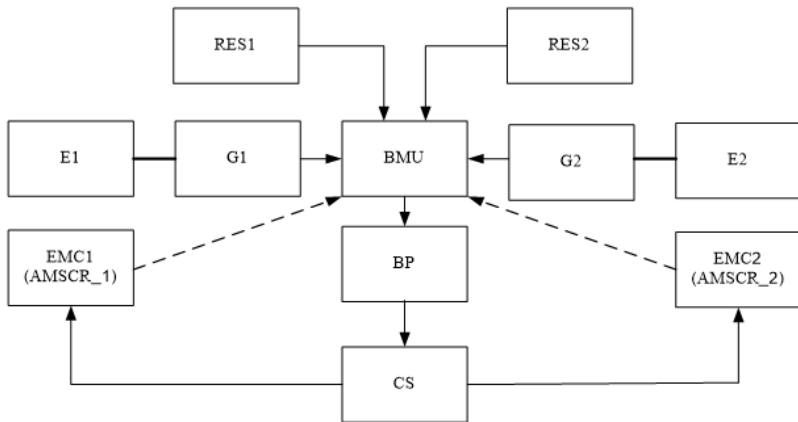 RES1
RES2
E1
G1
BMU
G2
E2
EMC1
(AMSCR_1)
BP
EMC2
(AMSCR_2)
CS